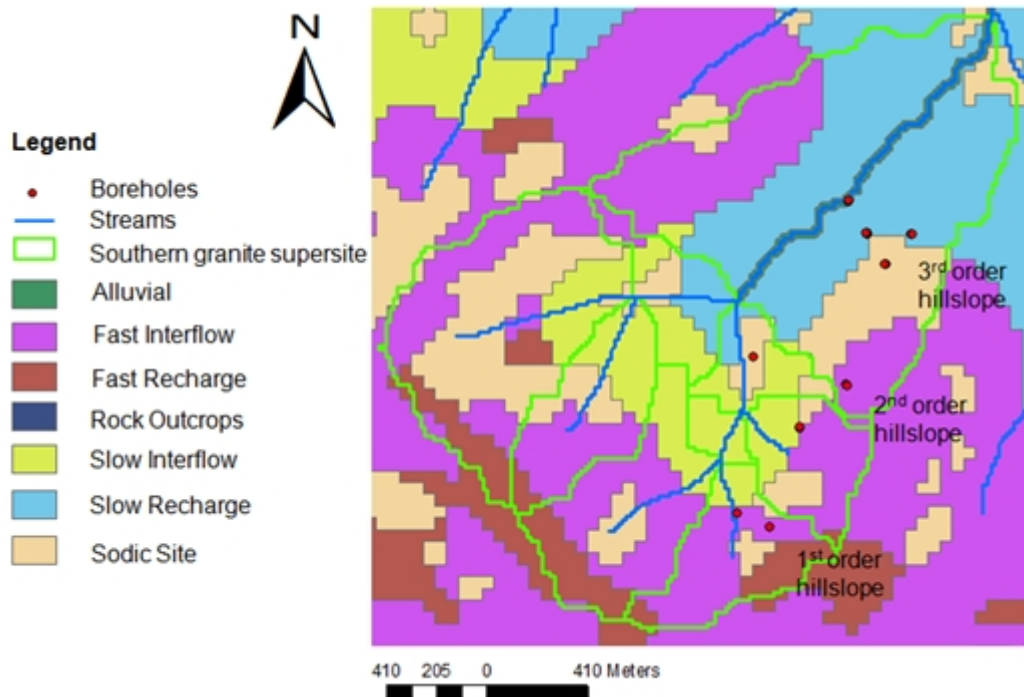 N
Legend
Boreholes
Streams
Southern granite supersite
Alluvial
Fast Interflow
Fast Recharge
Rock Outcrops
Slow Interflow
Slow Recharge
Sodic Site
3rd order
hillslope
2nd order
hillslope
1st order
hillslope
410 205 0 410 Meters